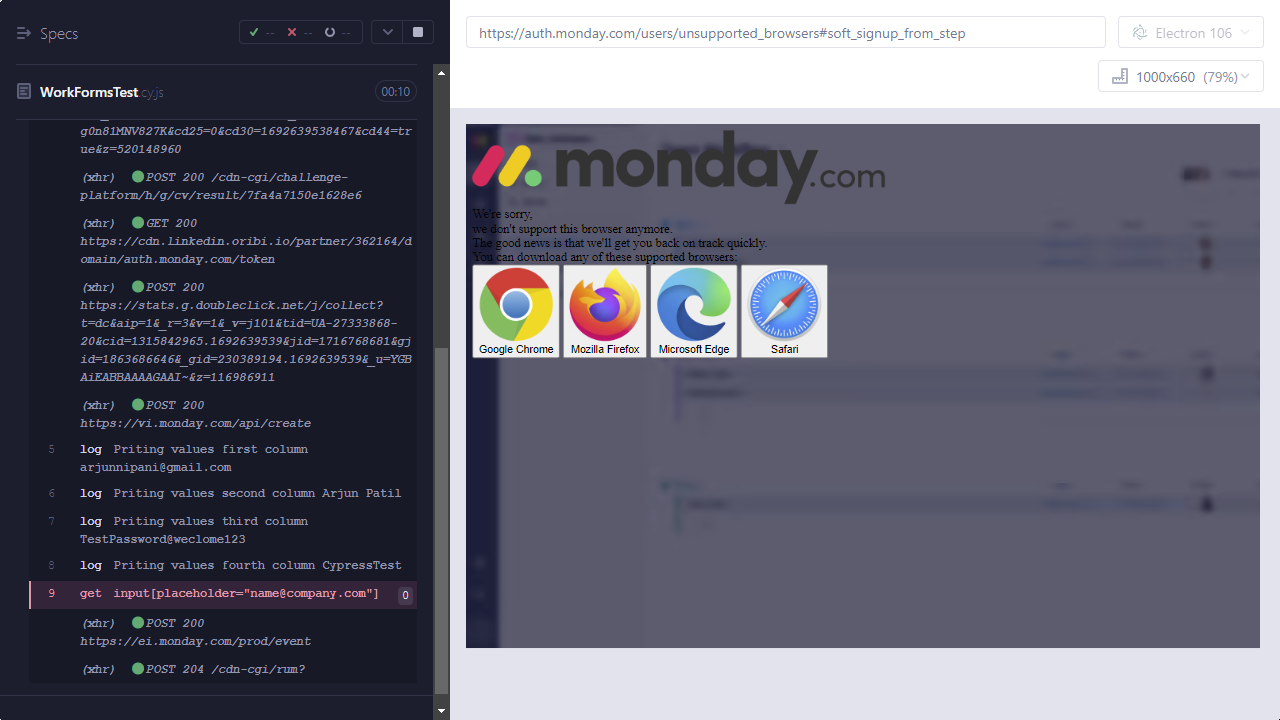 Specs
-- -- --
WorkFormsTest.cy.js
00:10
g0n81MNV827K&cd25=0&cd30=1692639538467&cd44=tr
ue&z=520148960
(xhr) POST 200 /cdn-cgi/challenge-
platform/h/g/cv/result/7fa4a7150e1628e6
(xhr) GET 200
https://cdn.linkedin.oribi.io/partner/362164/d
omain/auth.monday.com/token
(xhr) POST 200
https://stats.g.doubleclick.net/j/collect?
t=dc&aip=1&_r=3&v=1&_v=j101&tid=UA-27333868-
20&cid=1315842965.1692639539&jid=1716768681&gj
id=1863686646&_gid=230389194.1692639539&_u=YGB
AiEABBAAAAGAAI~&z=116986911
(xhr) POST 200
https://vi.monday.com/api/create
5 log Priting values first column
arjunnipani@gmail.com
6 log Priting values second column Arjun Patil
7 log Priting values third column
TestPassword@weclome123
8 log Priting values fourth column CypressTest
9 get input[placeholder="name@company.com"] 0
(xhr) POST 200
https://ei.monday.com/prod/event
(xhr) POST 204 /cdn-cgi/rum?
https://auth.monday.com/users/unsupported_browsers#soft_signup_from_step
Electron 106
1000x660 (79%)
monday.com
We're sorry,
we don't support this browser anymore.
The good news is that we'll get you back on track quickly.
You can download any of these supported browsers:
Google Chrome
Mozilla Firefox
Microsoft Edge
Safari